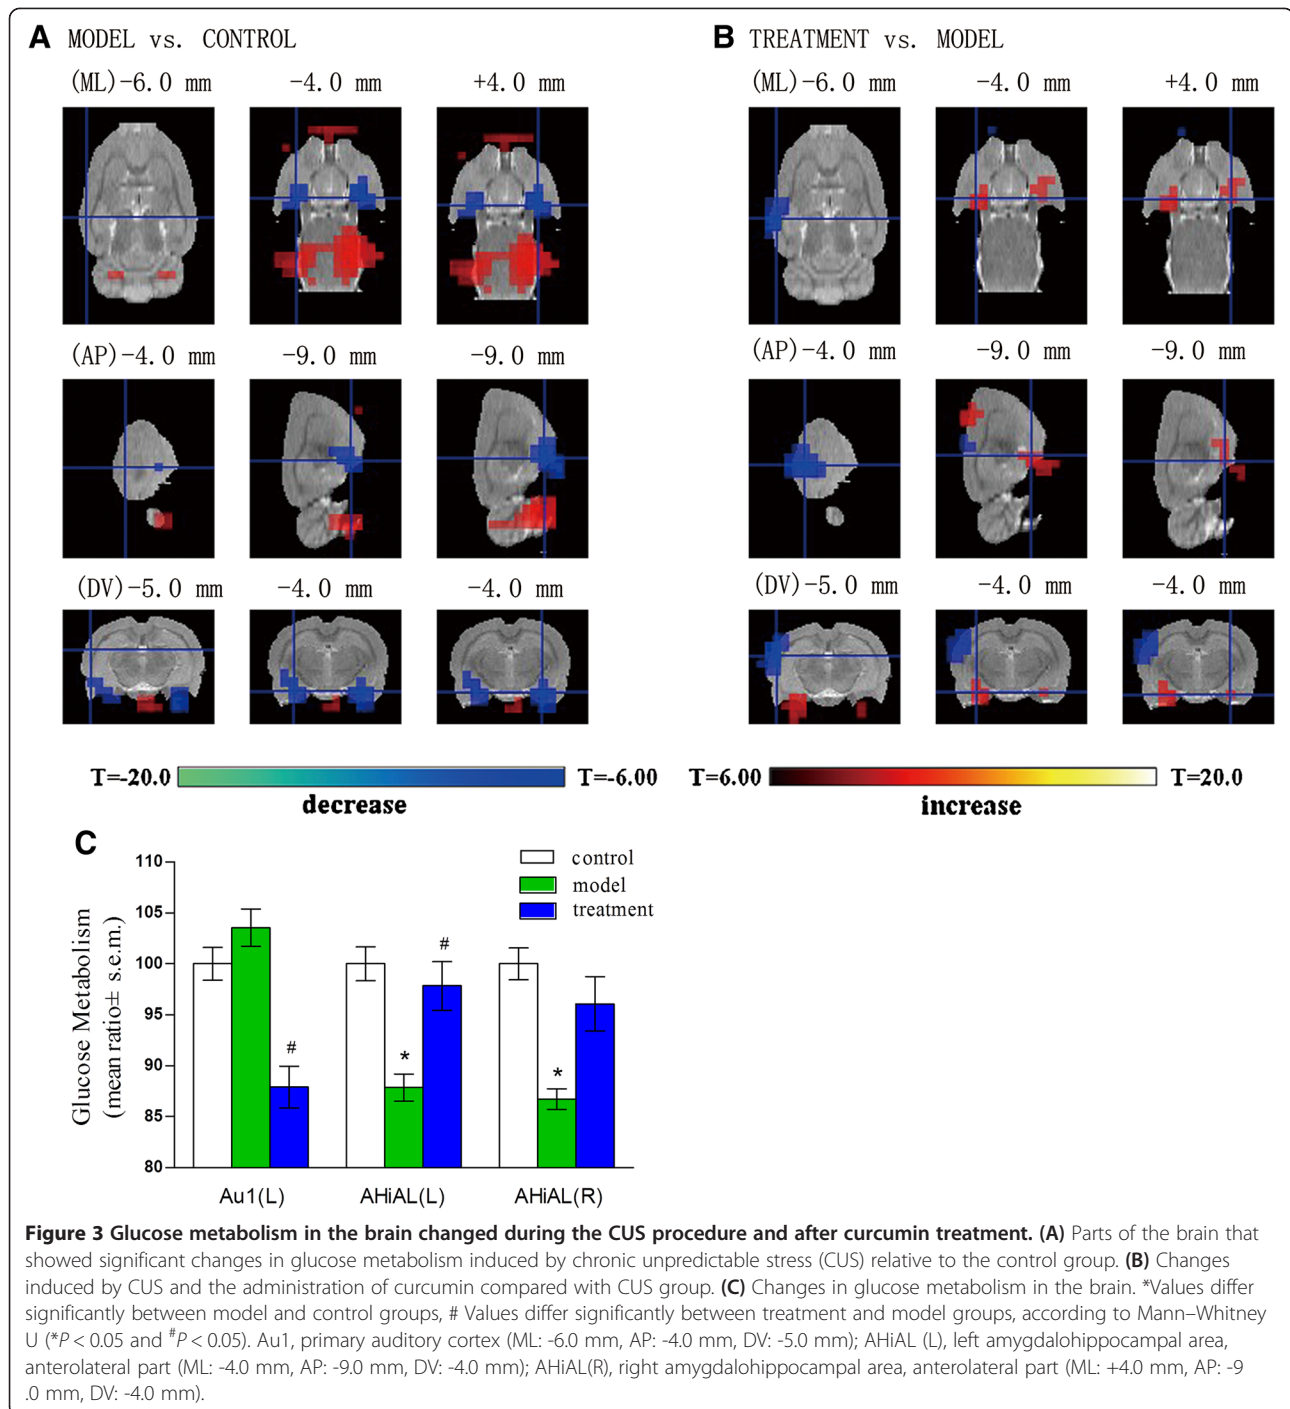 A MODEL vs. CONTROL
(ML)-6.0 mm -4.0 mm +4.0 mm
(AP)-4.0 mm -9.0 mm -9.0 mm
(DV)-5.0 mm -4.0 mm -4.0 mm
B TREATMENT vs. MODEL
(ML)-6.0 mm -4.0 mm +4.0 mm
(AP)-4.0 mm -9.0 mm -9.0 mm
(DV)-5.0 mm -4.0 mm -4.0 mm
T=-20.0 T=-6.00
decrease
T=6.00 T=20.0
increase
C
Glucose Metabolism
(mean ratio± s.e.m.)
110
105
100
95
90
85
80
control
model
treatment
#
*
#
*
Au1(L) AHiAL(L) AHiAL(R)
Figure 3 Glucose metabolism in the brain changed during the CUS procedure and after curcumin treatment. (A) Parts of the brain that
showed significant changes in glucose metabolism induced by chronic unpredictable stress (CUS) relative to the control group. (B) Changes
induced by CUS and the administration of curcumin compared with CUS group. (C) Changes in glucose metabolism in the brain. *Values differ
significantly between model and control groups, # Values differ significantly between treatment and model groups, according to Mann–Whitney
U (*P < 0.05 and #P < 0.05). Au1, primary auditory cortex (ML: -6.0 mm, AP: -4.0 mm, DV: -5.0 mm); AHiAL (L), left amygdalohippocampal area,
anterolateral part (ML: -4.0 mm, AP: -9.0 mm, DV: -4.0 mm); AHiAL(R), right amygdalohippocampal area, anterolateral part (ML: +4.0 mm, AP: -9
.0 mm, DV: -4.0 mm).